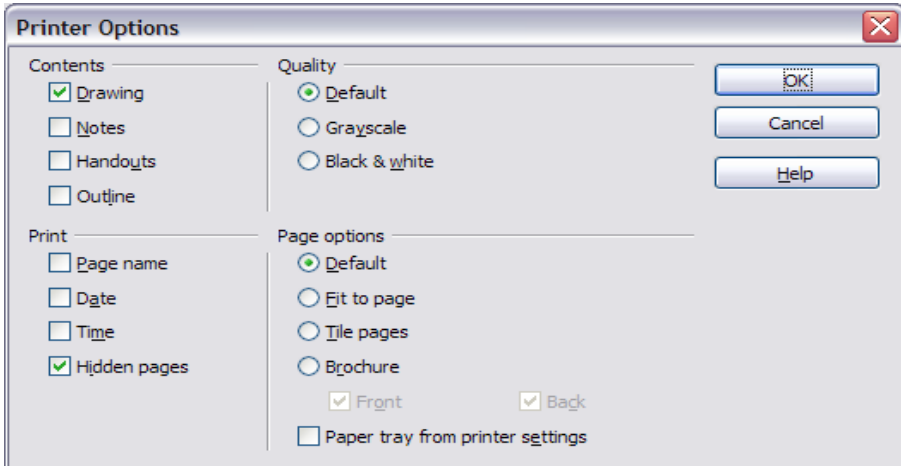 Printer Options
Contents
Drawing
Notes
Handouts
Outline
Quality
Default
Grayscale
Black & white
OK
Cancel
Help
Print
Page name
Date
Time
Hidden pages
Page options
Default
Fit to page
Tile pages
Brochure
Front
Back
Paper tray from printer settings